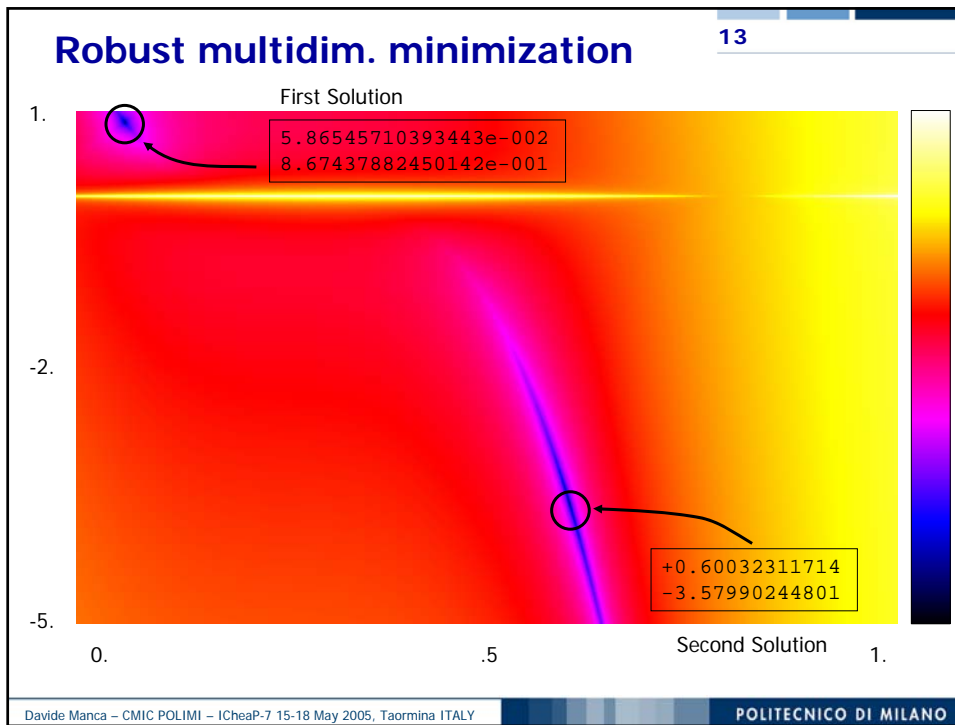 Robust multidim. minimization
13
First Solution
1.
5.86545710393443e-002
8.67437882450142e-001
-2.
+0.60032311714
-3.57990244801
-5.
Second Solution
0.
.5
1.
Davide Manca – CMIC POLIMI – ICheaP-7 15-18 May 2005, Taormina ITALY
POLITECNICO DI MILANO